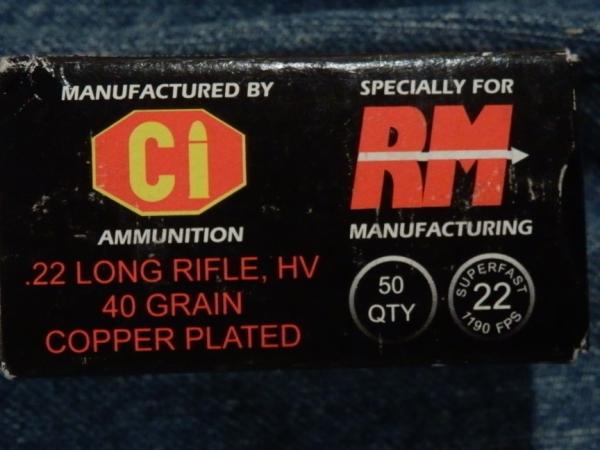 MANUFACTURED BY
Ci
AMMUNITION
.22 LONG RIFLE, HV
40 GRAIN
COPPER PLATED
SPECIALLY FOR
RM
MANUFACTURING
50
QTY
SUPERFAST
22
1190 FPS